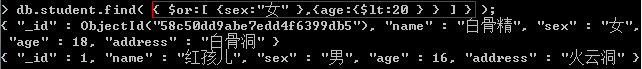 > db.student.find( { $or:[ {sex:"女" },{age:{$lt:20 } } ] } );
{ "_id" : ObjectId("58c50dd9abe7edd4f6399db5"), "name" : "白骨精", "sex" : "女",
"age" : 18, "address" : "白骨洞" }
{ "_id" : 1, "name" : "红孩儿", "sex" : "男", "age" : 16, "address" : "火云洞" }